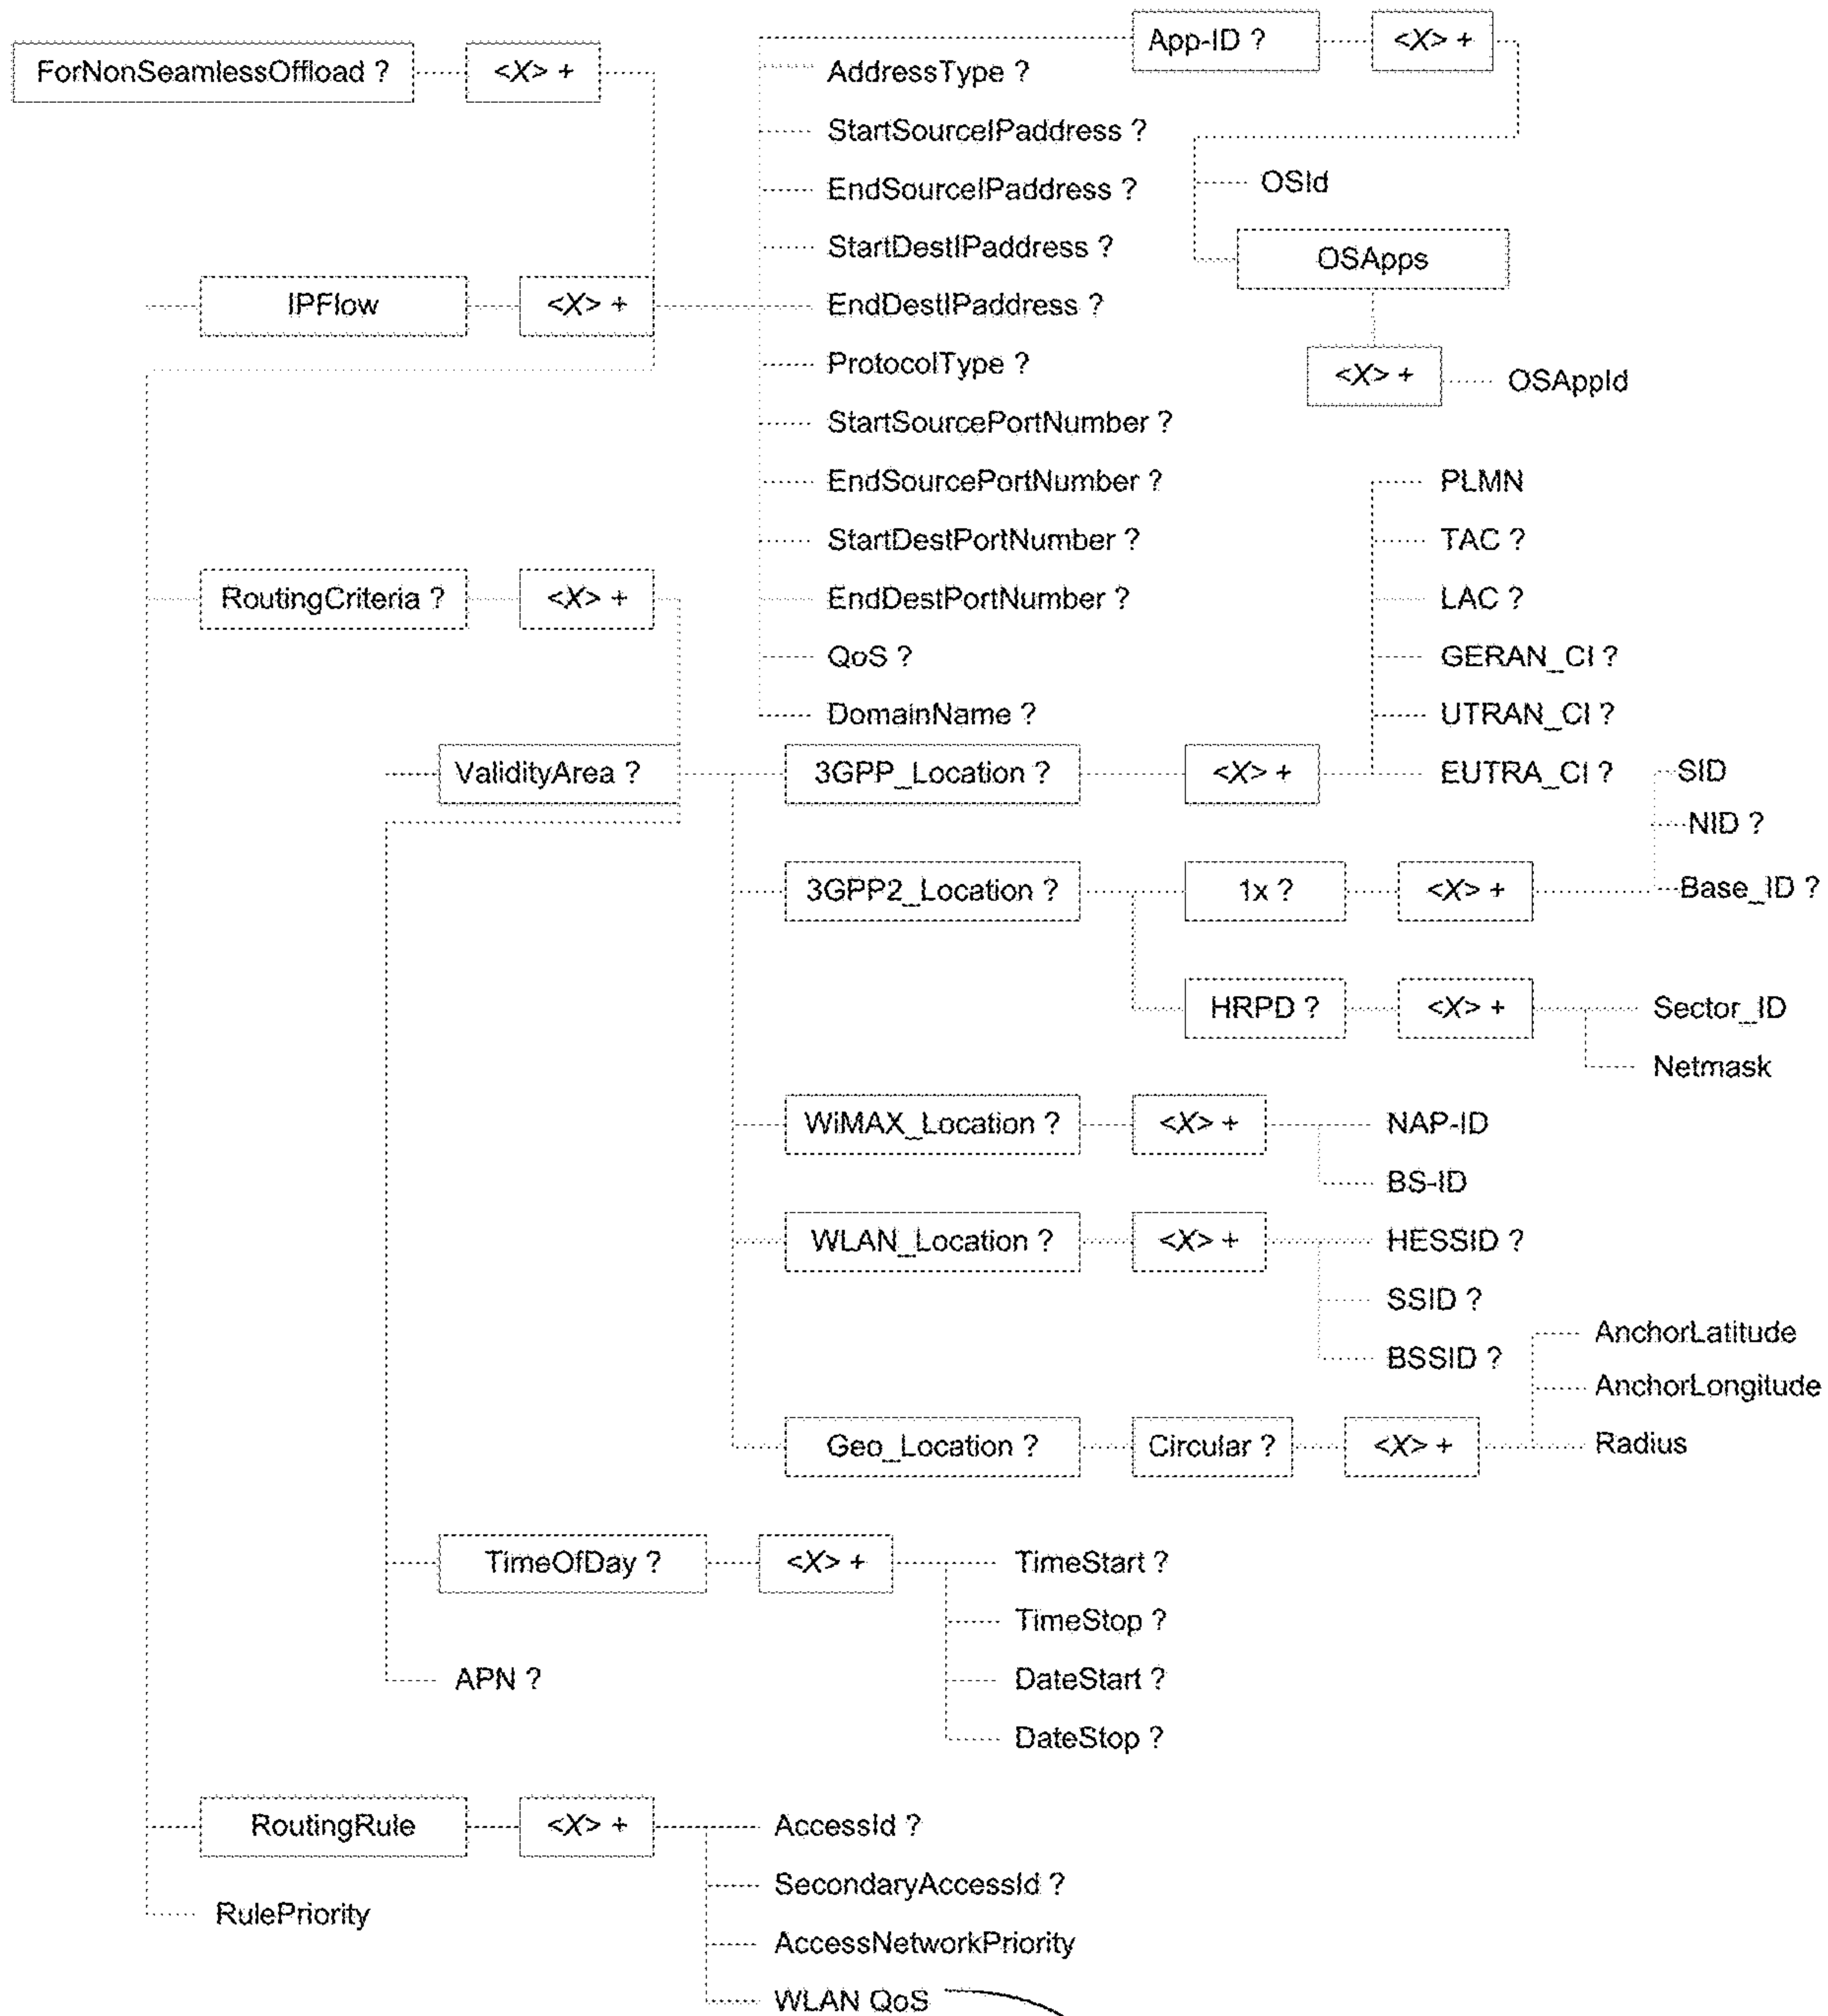 ForNonSeamlessOffload ?
<X> +
App-ID ?
<X> +
AddressType ?
StartSourceIPaddress ?
EndSourceIPaddress ?
OSId
StartDestIPaddress ?
OSApps
IPFlow
<X> +
EndDestIPaddress ?
ProtocolType ?
<X> +
OSAppId
StartSourcePortNumber ?
EndSourcePortNumber ?
PLMN
StartDestPortNumber ?
TAC ?
RoutingCriteria ?
<X> +
EndDestPortNumber ?
LAC ?
QoS ?
GERAN_CI ?
DomainName ?
UTRAN_CI ?
ValidityArea ?
3GPP_Location ?
<X> +
EUTRA_CI ?
SID
NID ?
3GPP2_Location ?
1x ?
<X> +
Base_ID ?
HRPD ?
<X> +
Sector_ID
Netmask
WiMAX_Location ?
<X> +
NAP-ID
BS-ID
WLAN_Location ?
<X> +
HESSID ?
SSID ?
BSSID ?
AnchorLatitude
AnchorLongitude
Geo_Location ?
Circular ?
<X> +
Radius
TimeOfDay ?
<X> +
TimeStart ?
TimeStop ?
APN ?
DateStart ?
DateStop ?
RoutingRule
<X> +
AccessId ?
SecondaryAccessId ?
RulePriority
AccessNetworkPriority
WLAN QoS